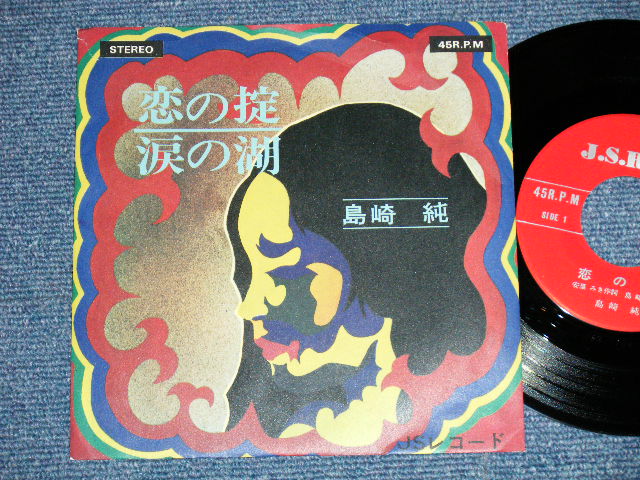 STEREO
45R.P.M
恋の掟
涙の湖
島崎 純
JSレコード
J.S.R
45R.P.M
SIDE 1
恋の
島崎 純